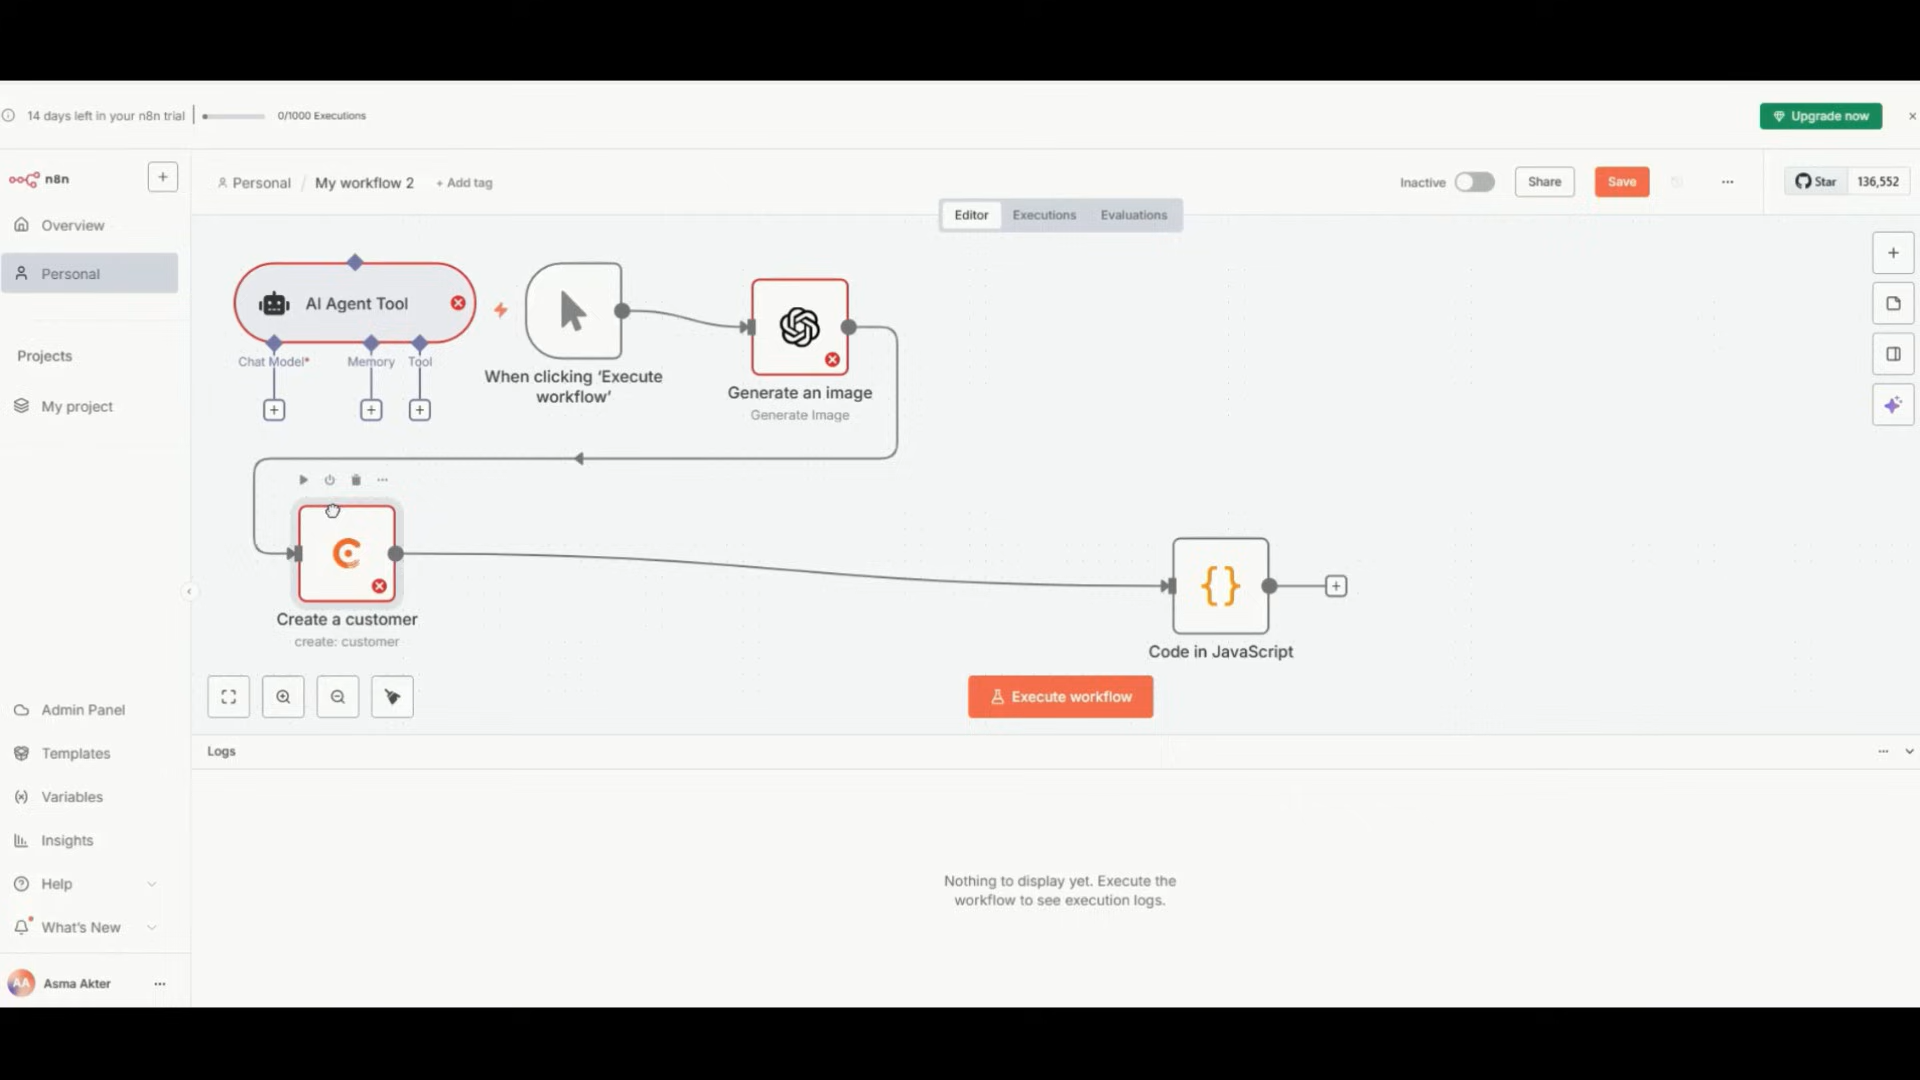 14 days left in your n8n trial
0/1000 Executions
Upgrade now
n8n
Personal / My workflow 2 + Add tag
Inactive
Share
Save
Star 136,552
Editor Executions Evaluations
Overview
Personal
Projects
My project
AI Agent Tool
Chat Model* Memory Tool
When clicking ‘Execute
workflow’
Generate an image
Generate Image
Create a customer
create: customer
{}
Code in JavaScript
Execute workflow
Logs
Nothing to display yet. Execute the
workflow to see execution logs.
Admin Panel
Templates
Variables
Insights
Help
What's New
AA
Asma Akter